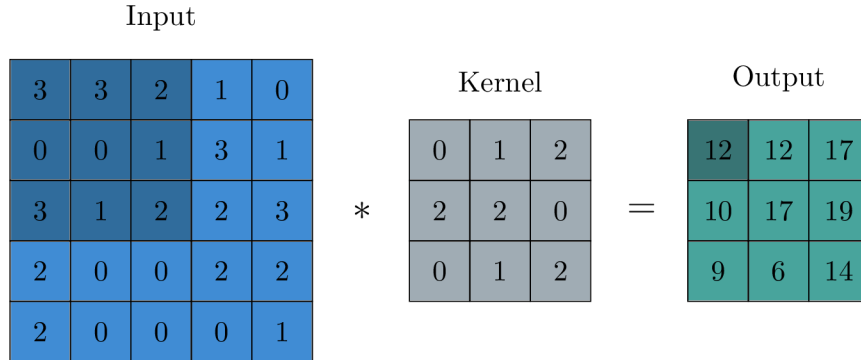 Input
Kernel
Output
3 3 2 1 0
0 0 1 3 1
3 1 2 2 3
2 0 0 2 2
2 0 0 0 1
*
0 1 2
2 2 0
0 1 2
=
12 12 17
10 17 19
9 6 14